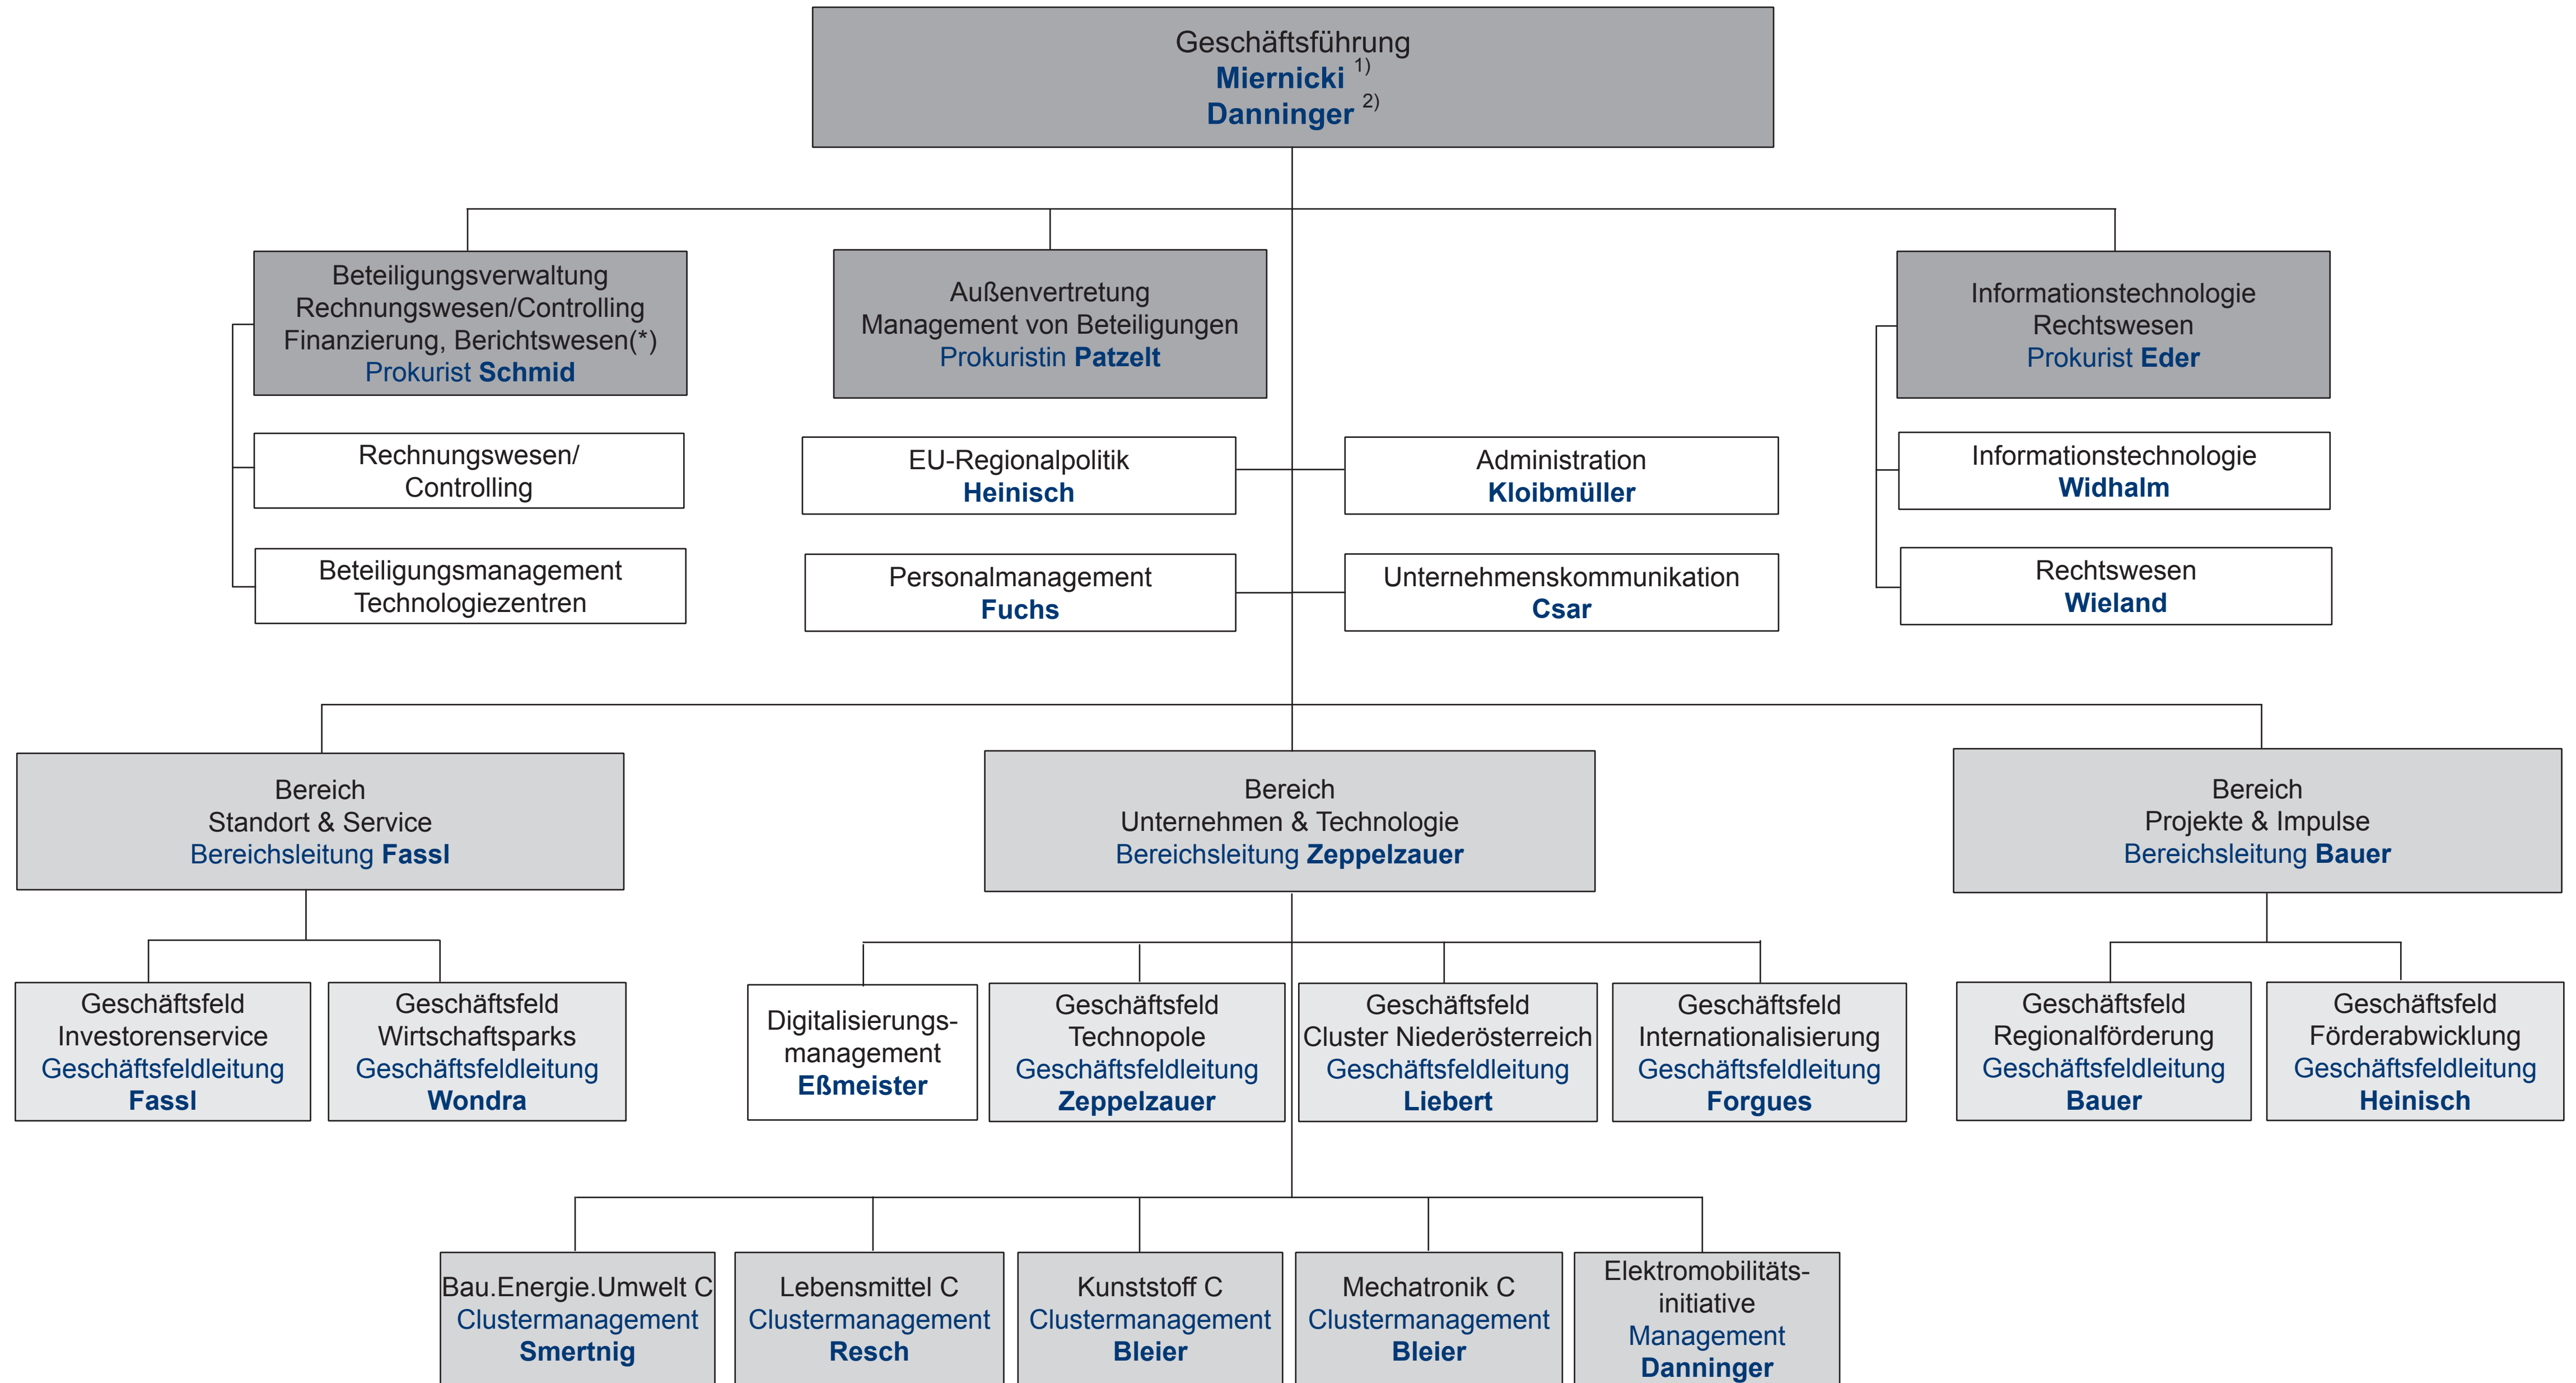 Geschäftsführung
Miernicki 1)
Danninger 2)
Beteiligungsverwaltung
Rechnungswesen/Controlling
Finanzierung, Berichtswesen(*)
Prokurist Schmid
Außenvertretung
Management von Beteiligungen
Prokuristin Patzelt
Informationstechnologie
Rechtswesen
Prokurist Eder
Rechnungswesen/
Controlling
EU-Regionalpolitik
Heinisch
Administration
Kloibmüller
Informationstechnologie
Widhalm
Beteiligungsmanagement
Technologiezentren
Personalmanagement
Fuchs
Unternehmenskommunikation
Csar
Rechtswesen
Wieland
Bereich
Standort & Service
Bereichsleitung Fassl
Bereich
Unternehmen & Technologie
Bereichsleitung Zeppelzauer
Bereich
Projekte & Impulse
Bereichsleitung Bauer
Geschäftsfeld
Investorenservice
Geschäftsfeldleitung
Fassl
Geschäftsfeld
Wirtschaftsparks
Geschäftsfeldleitung
Wondra
Digitalisierungs-
management
Eßmeister
Geschäftsfeld
Technopole
Geschäftsfeldleitung
Zeppelzauer
Geschäftsfeld
Cluster Niederösterreich
Geschäftsfeldleitung
Liebert
Geschäftsfeld
Internationalisierung
Geschäftsfeldleitung
Forgues
Geschäftsfeld
Regionalförderung
Geschäftsfeldleitung
Bauer
Geschäftsfeld
Förderabwicklung
Geschäftsfeldleitung
Heinisch
Bau.Energie.Umwelt C
Clustermanagement
Smertnig
Lebensmittel C
Clustermanagement
Resch
Kunststoff C
Clustermanagement
Bleier
Mechatronik C
Clustermanagement
Bleier
Elektromobilitäts-
initiative
Management
Danninger